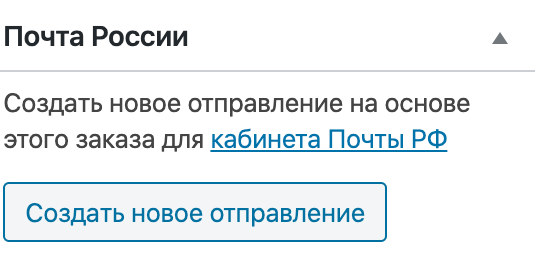 Почта России
Создать новое отправление на основе
этого заказа для кабинета Почты РФ
Создать новое отправление